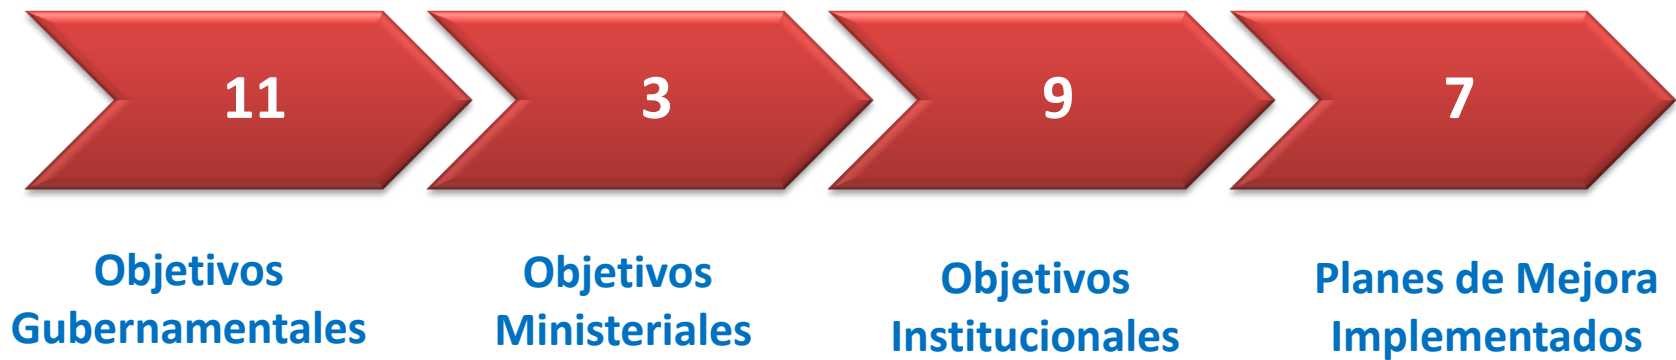 11
3
9
7
Objetivos
Gubernamentales
Objetivos
Ministeriales
Objetivos
Institucionales
Planes de Mejora
Implementados